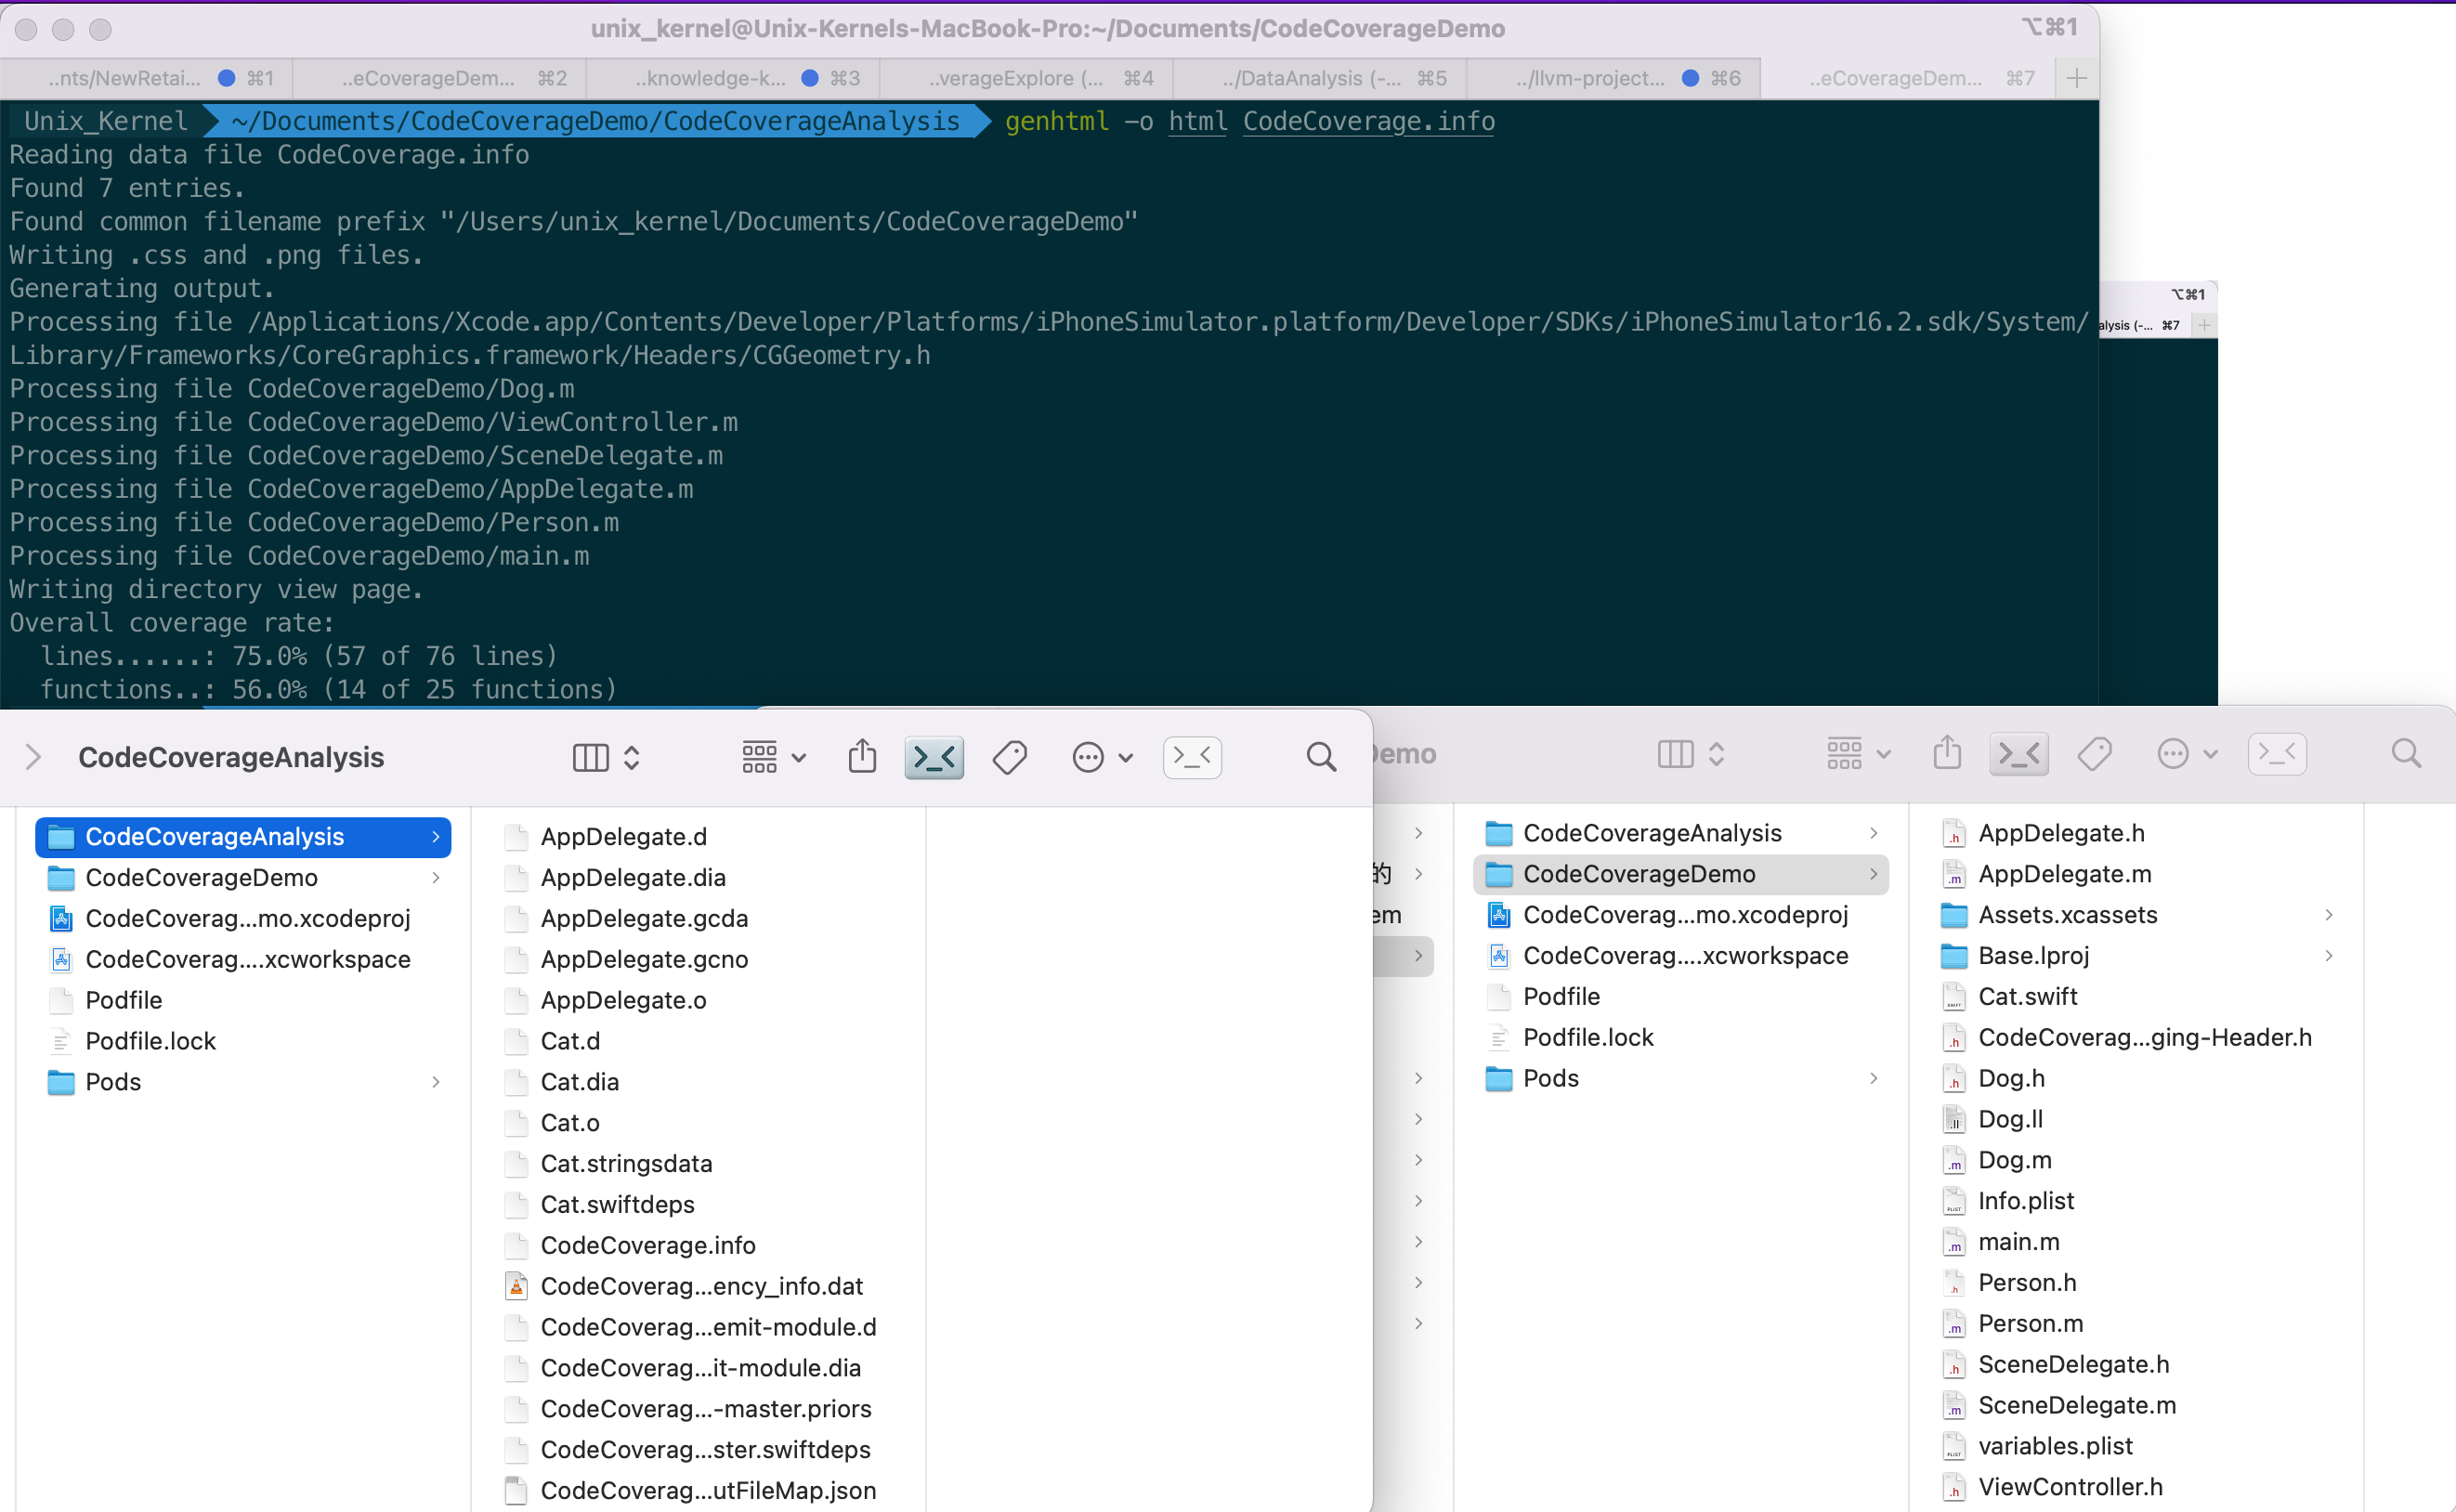 unix_kernel@Unix-Kernels-MacBook-Pro:~/Documents/CodeCoverageDemo
⌥⌘1
..nts/NewRetai... ⌘1
..eCoverageDem... ⌘2
..knowledge-k... ⌘3
..verageExplore (... ⌘4
../DataAnalysis (-... ⌘5
../llvm-project... ⌘6
..eCoverageDem... ⌘7
Unix_Kernel ~/Documents/CodeCoverageDemo/CodeCoverageAnalysis genhtml -o html CodeCoverage.info
Reading data file CodeCoverage.info
Found 7 entries.
Found common filename prefix "/Users/unix_kernel/Documents/CodeCoverageDemo"
Writing .css and .png files.
Generating output.
Processing file /Applications/Xcode.app/Contents/Developer/Platforms/iPhoneSimulator.platform/Developer/SDKs/iPhoneSimulator16.2.sdk/System/
Library/Frameworks/CoreGraphics.framework/Headers/CGGeometry.h
Processing file CodeCoverageDemo/Dog.m
Processing file CodeCoverageDemo/ViewController.m
Processing file CodeCoverageDemo/SceneDelegate.m
Processing file CodeCoverageDemo/AppDelegate.m
Processing file CodeCoverageDemo/Person.m
Processing file CodeCoverageDemo/main.m
Writing directory view page.
Overall coverage rate:
lines......: 75.0% (57 of 76 lines)
functions..: 56.0% (14 of 25 functions)
⌥⌘1
alysis (-... ⌘7
CodeCoverageAnalysis
CodeCoverageAnalysis
CodeCoverageDemo
CodeCoverag...mo.xcodeproj
CodeCoverag....xcworkspace
Podfile
Podfile.lock
Pods
AppDelegate.d
AppDelegate.dia
AppDelegate.gcda
AppDelegate.gcno
AppDelegate.o
Cat.d
Cat.dia
Cat.o
Cat.stringsdata
Cat.swiftdeps
CodeCoverage.info
CodeCoverag...ency_info.dat
CodeCoverag...emit-module.d
CodeCoverag...it-module.dia
CodeCoverag...-master.priors
CodeCoverag...ster.swiftdeps
CodeCoverag...utFileMap.json
Demo
的
em
CodeCoverageAnalysis
CodeCoverageDemo
CodeCoverag...mo.xcodeproj
CodeCoverag....xcworkspace
Podfile
Podfile.lock
Pods
AppDelegate.h
AppDelegate.m
Assets.xcassets
Base.lproj
Cat.swift
CodeCoverag...ging-Header.h
Dog.h
Dog.ll
Dog.m
Info.plist
main.m
Person.h
Person.m
SceneDelegate.h
SceneDelegate.m
variables.plist
ViewController.h